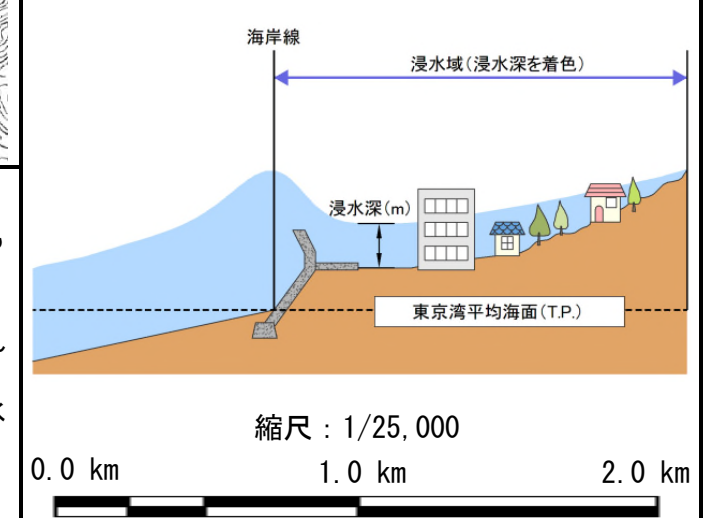 海岸線
浸水域(浸水深を着色)
浸水深(m)
東京湾平均海面(T.P.)
縮尺：1/25,000
0.0 km 1.0 km 2.0 km